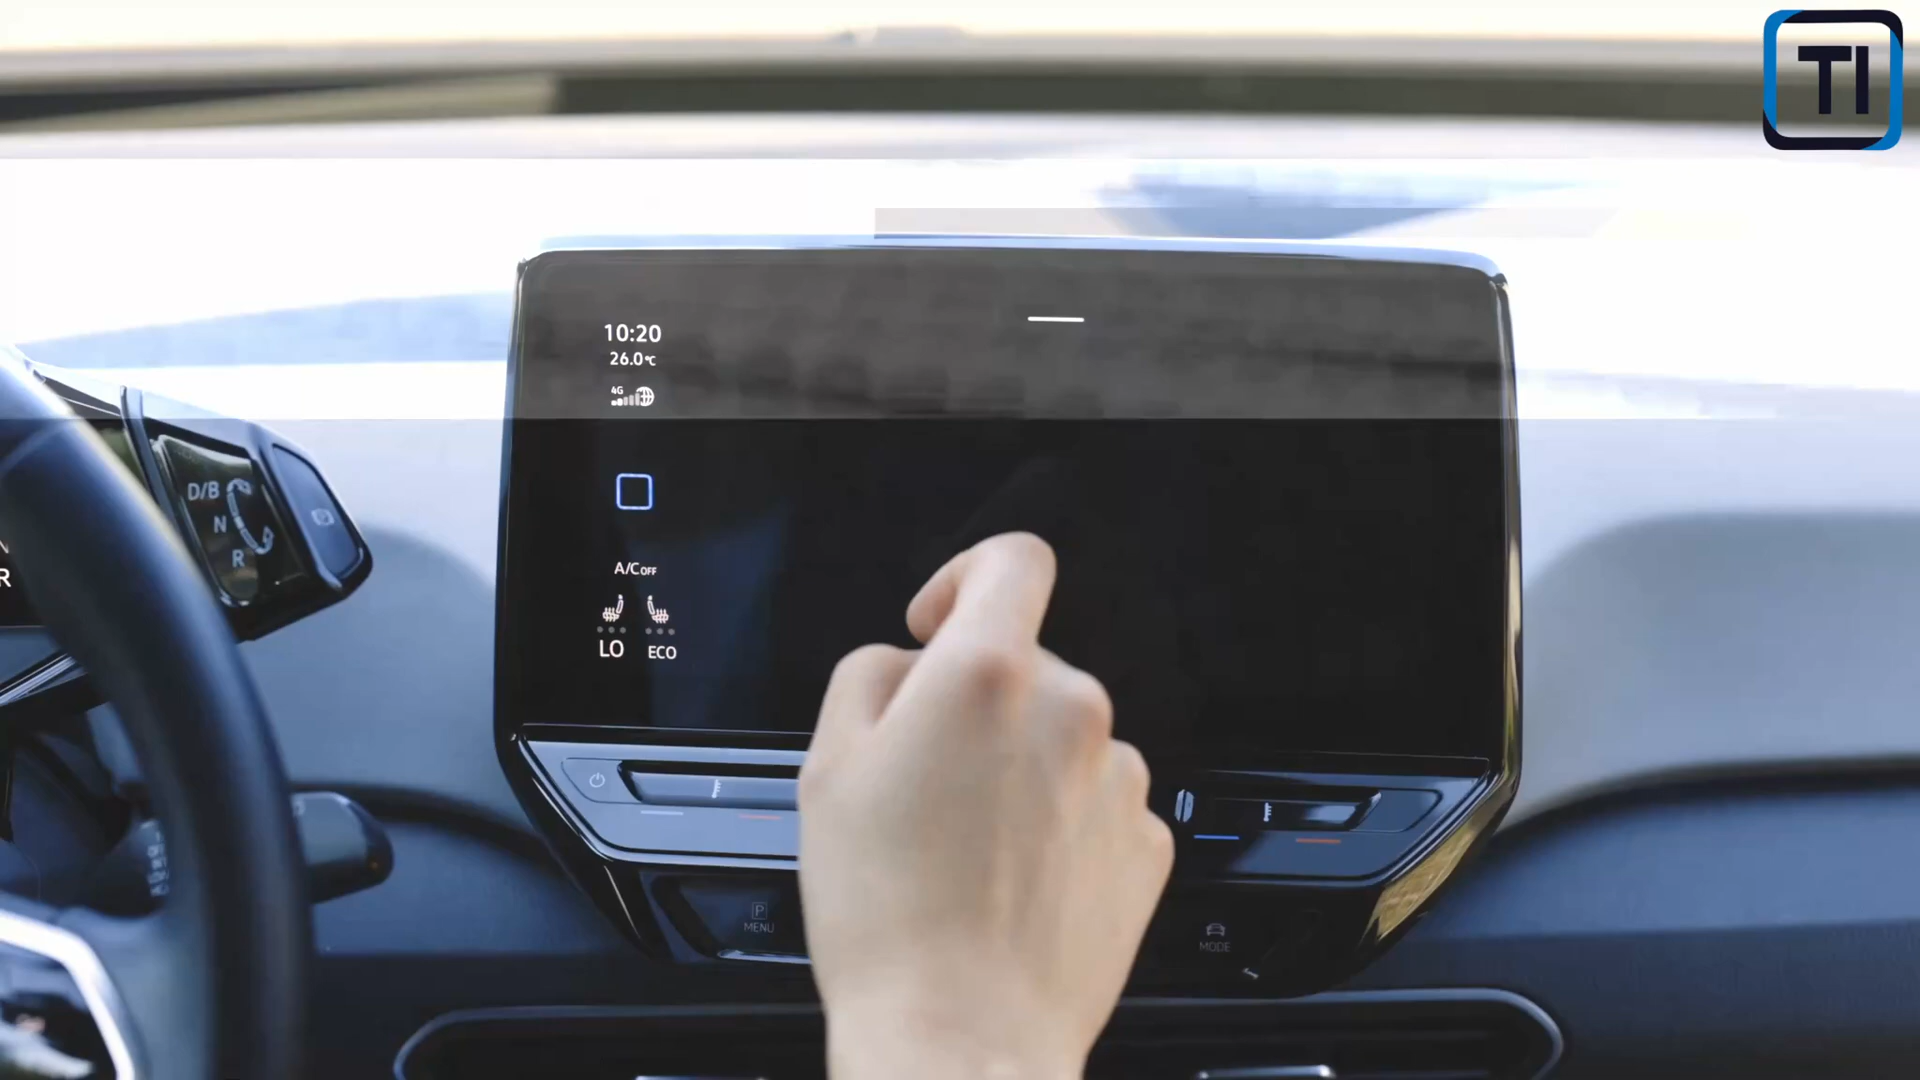 TI
10:20
26.0°C
4G
D/B
N
R
R
A/C OFF
LO ECO
P
MENU
MODE